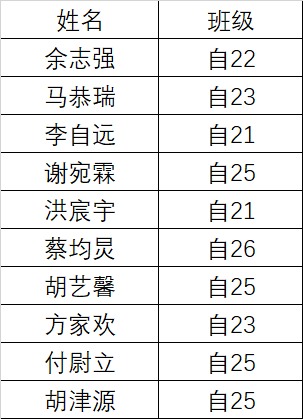 姓名 班级
余志强 自22
马恭瑞 自23
李自远 自21
谢宛霖 自25
洪宸宇 自21
蔡均炅 自26
胡艺馨 自25
方家欢 自23
付尉立 自25
胡津源 自25